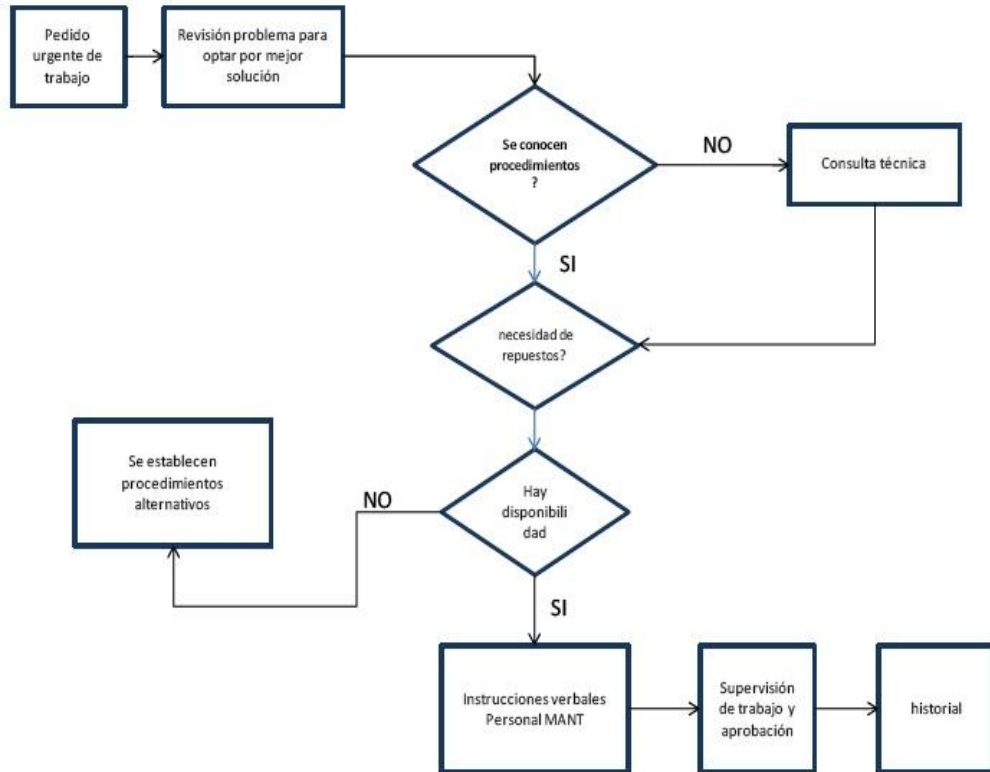 Pedido
urgente de
trabajo
Revisión problema para
optar por mejor
solución
Se conocen
procedimientos
?
NO
Consulta técnica
SI
necesidad de
repuestos?
Se establecen
procedimientos
alternativos
NO
Hay
disponibili
dad
SI
Instrucciones verbales
Personal MANT
Supervisión
de trabajo y
aprobación
historial